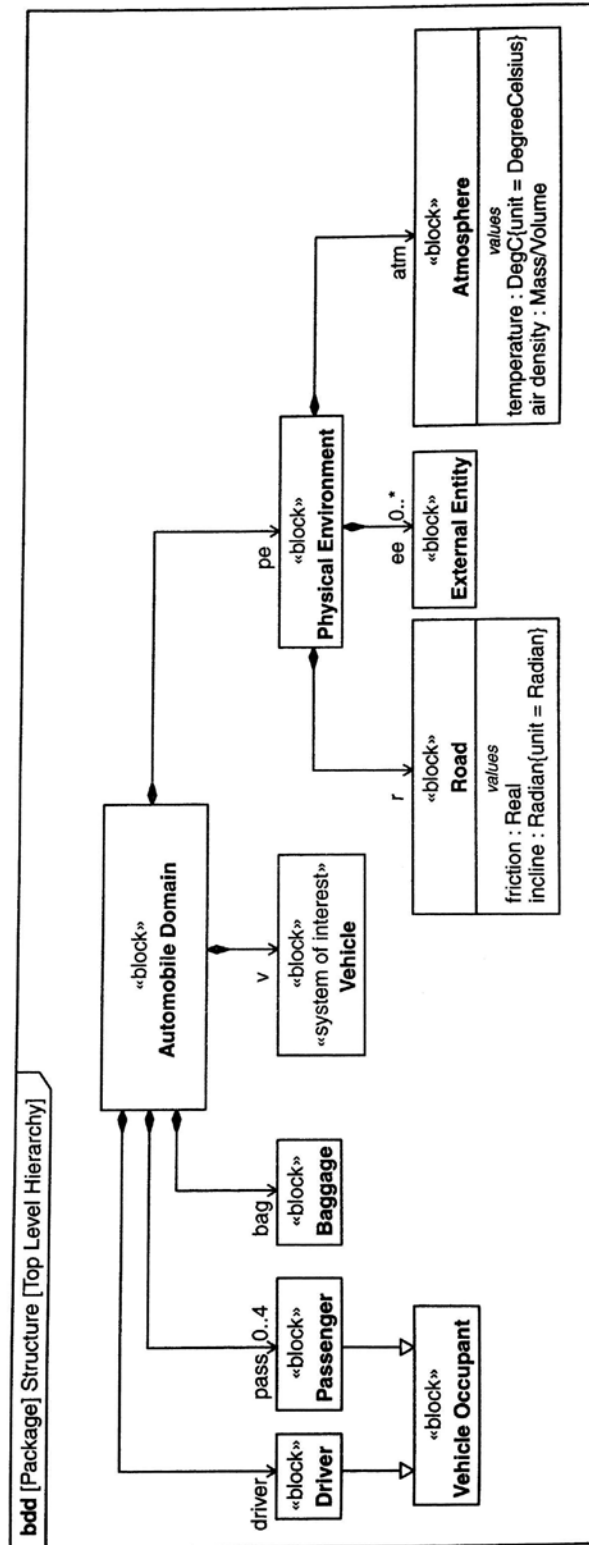 bdd [Package] Structure [Top Level Hierarchy]
«block»
Automobile Domain
driver
pass 0..4
bag
v
pe
«block»
Driver
«block»
Passenger
«block»
Baggage
«block»
«system of interest»
Vehicle
«block»
Physical Environment
«block»
Vehicle Occupant
r
ee 0..*
atm
«block»
Road
values
friction : Real
incline : Radian{unit = Radian}
«block»
External Entity
«block»
Atmosphere
values
temperature : DegC{unit = DegreeCelsius}
air density : Mass/Volume